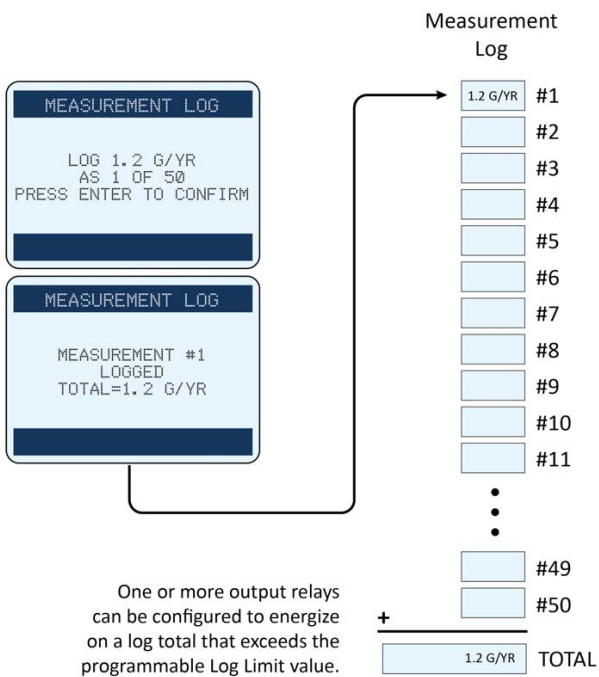 Measurement
Log
MEASUREMENT LOG
LOG 1.2 G/YR
AS 1 OF 50
PRESS ENTER TO CONFIRM
MEASUREMENT LOG
MEASUREMENT #1
LOGGED
TOTAL=1.2 G/YR
1.2 G/YR #1
#2
#3
#4
#5
#6
#7
#8
#9
#10
#11
#49
#50
One or more output relays
can be configured to energize
on a log total that exceeds the
programmable Log Limit value.
+
1.2 G/YR TOTAL